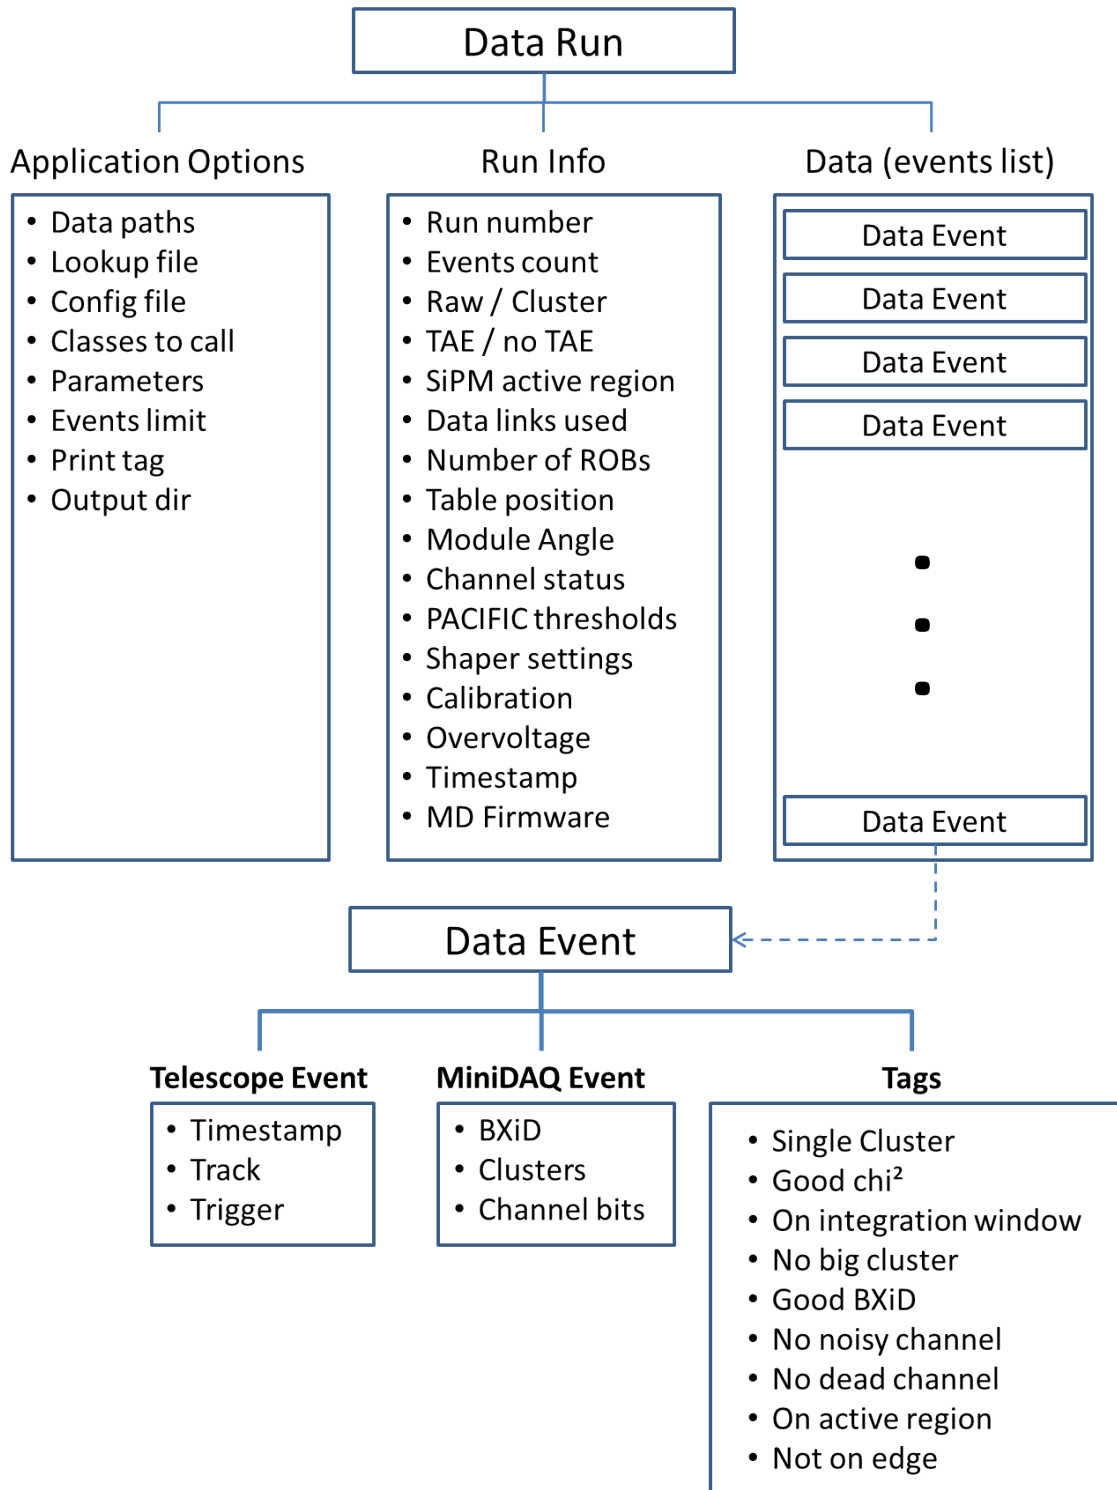 Data Run
Application Options
• Data paths
• Lookup file
• Config file
• Classes to call
• Parameters
• Events limit
• Print tag
• Output dir
Run Info
• Run number
• Events count
• Raw / Cluster
• TAE / no TAE
• SiPM active region
• Data links used
• Number of ROBs
• Table position
• Module Angle
• Channel status
• PACIFIC thresholds
• Shaper settings
• Calibration
• Overvoltage
• Timestamp
• MD Firmware
Data (events list)
Data Event
Data Event
Data Event
Data Event
Data Event
Data Event
Telescope Event
• Timestamp
• Track
• Trigger
MiniDAQ Event
• BXiD
• Clusters
• Channel bits
Tags
• Single Cluster
• Good chi²
• On integration window
• No big cluster
• Good BXiD
• No noisy channel
• No dead channel
• On active region
• Not on edge